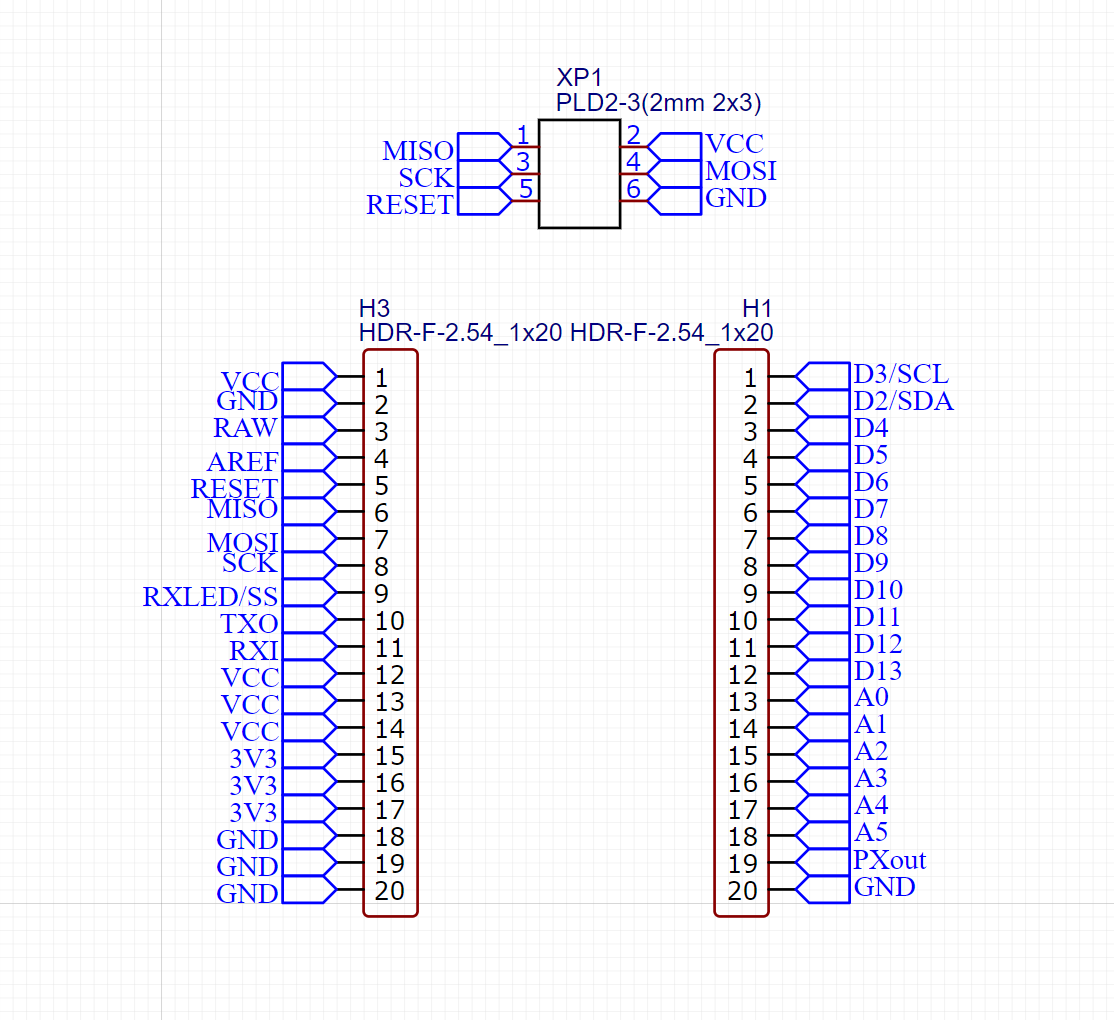 XP1
PLD2-3(2mm 2x3)
MISO 1 2 VCC
SCK 3 4 MOSI
RESET 5 6 GND
H3 H1
HDR-F-2.54_1x20 HDR-F-2.54_1x20
VCC 1 1 D3/SCL
GND 2 2 D2/SDA
RAW 3 3 D4
AREF 4 4 D5
RESET 5 5 D6
MISO 6 6 D7
MOSI 7 7 D8
SCK 8 8 D9
RXLED/SS 9 9 D10
TXO 10 10 D11
RXI 11 11 D12
VCC 12 12 D13
VCC 13 13 A0
VCC 14 14 A1
3V3 15 15 A2
3V3 16 16 A3
3V3 17 17 A4
GND 18 18 A5
GND 19 19 PXout
GND 20 20 GND